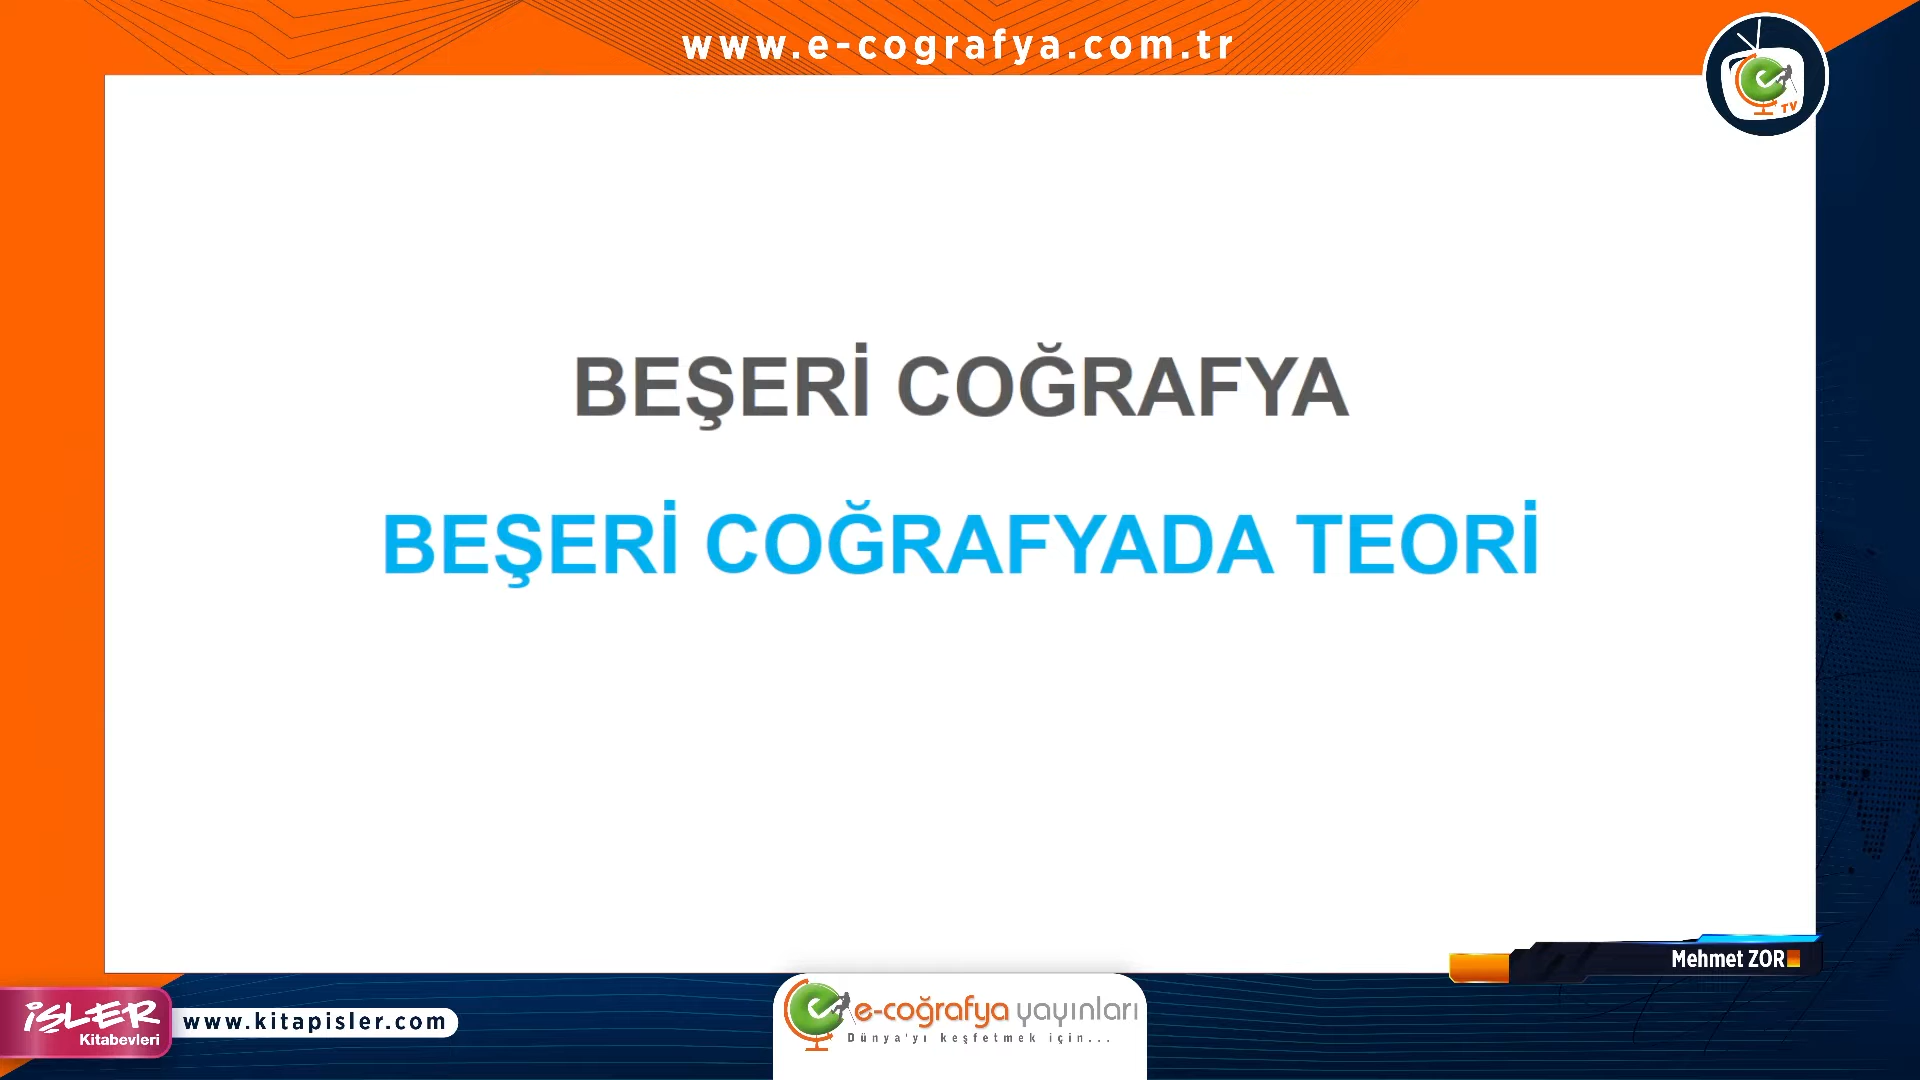 www.e-cografya.com.tr
TV
BEŞERİ COĞRAFYA
BEŞERİ COĞRAFYADA TEORİ
Mehmet ZOR
İŞLER
Kitabevleri
www.kitapisler.com
e-coğrafya yayınları
Dünya'yı keşfetmek için...